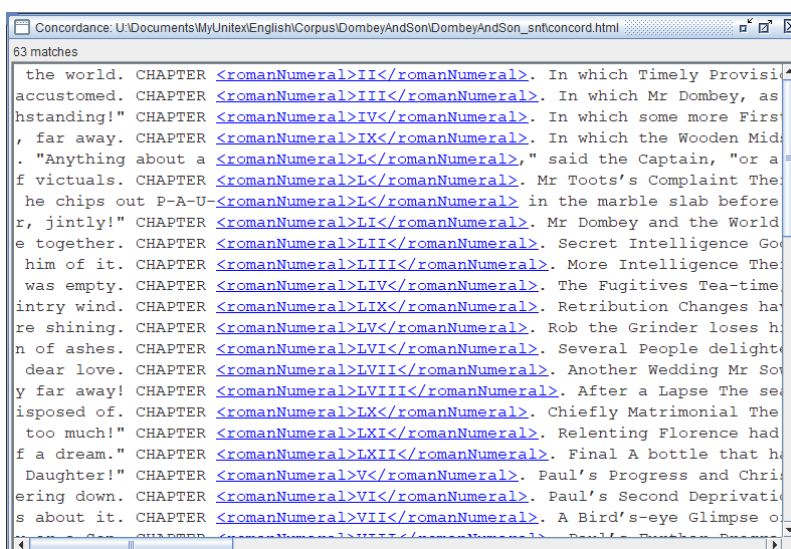 Concordance: U:\Documents\MyUnitex\English\Corpus\DombeyAndSon\DombeyAndSon_snt\concord.html
63 matches
the world. CHAPTER <romanNumeral>II</romanNumeral>. In which Timely Provisi
accustomed. CHAPTER <romanNumeral>III</romanNumeral>. In which Mr Dombey, as
hstanding!" CHAPTER <romanNumeral>IV</romanNumeral>. In which some more Firs
, far away. CHAPTER <romanNumeral>IX</romanNumeral>. In which the Wooden Mid
. "Anything about a <romanNumeral>L</romanNumeral>," said the Captain, "or a
f victuals. CHAPTER <romanNumeral>L</romanNumeral>. Mr Toots's Complaint The
he chips out P-A-U-<romanNumeral>L</romanNumeral> in the marble slab before
r, jintly!" CHAPTER <romanNumeral>LI</romanNumeral>. Mr Dombey and the World
e together. CHAPTER <romanNumeral>LII</romanNumeral>. Secret Intelligence Go
him of it. CHAPTER <romanNumeral>LIII</romanNumeral>. More Intelligence The
was empty. CHAPTER <romanNumeral>LIV</romanNumeral>. The Fugitives Tea-time,
intry wind. CHAPTER <romanNumeral>LIX</romanNumeral>. Retribution Changes ha
re shining. CHAPTER <romanNumeral>LV</romanNumeral>. Rob the Grinder loses h
n of ashes. CHAPTER <romanNumeral>LVI</romanNumeral>. Several People delight
dear love. CHAPTER <romanNumeral>LVII</romanNumeral>. Another Wedding Mr So
y far away! CHAPTER <romanNumeral>LVIII</romanNumeral>. After a Lapse The sea
isposed of. CHAPTER <romanNumeral>LX</romanNumeral>. Chiefly Matrimonial The
too much!" CHAPTER <romanNumeral>LXI</romanNumeral>. Relenting Florence had
f a dream." CHAPTER <romanNumeral>LXII</romanNumeral>. Final A bottle that h
Daughter!" CHAPTER <romanNumeral>V</romanNumeral>. Paul's Progress and Chri
ering down. CHAPTER <romanNumeral>VI</romanNumeral>. Paul's Second Deprivati
s about it. CHAPTER <romanNumeral>VII</romanNumeral>. A Bird's-eye Glimpse o